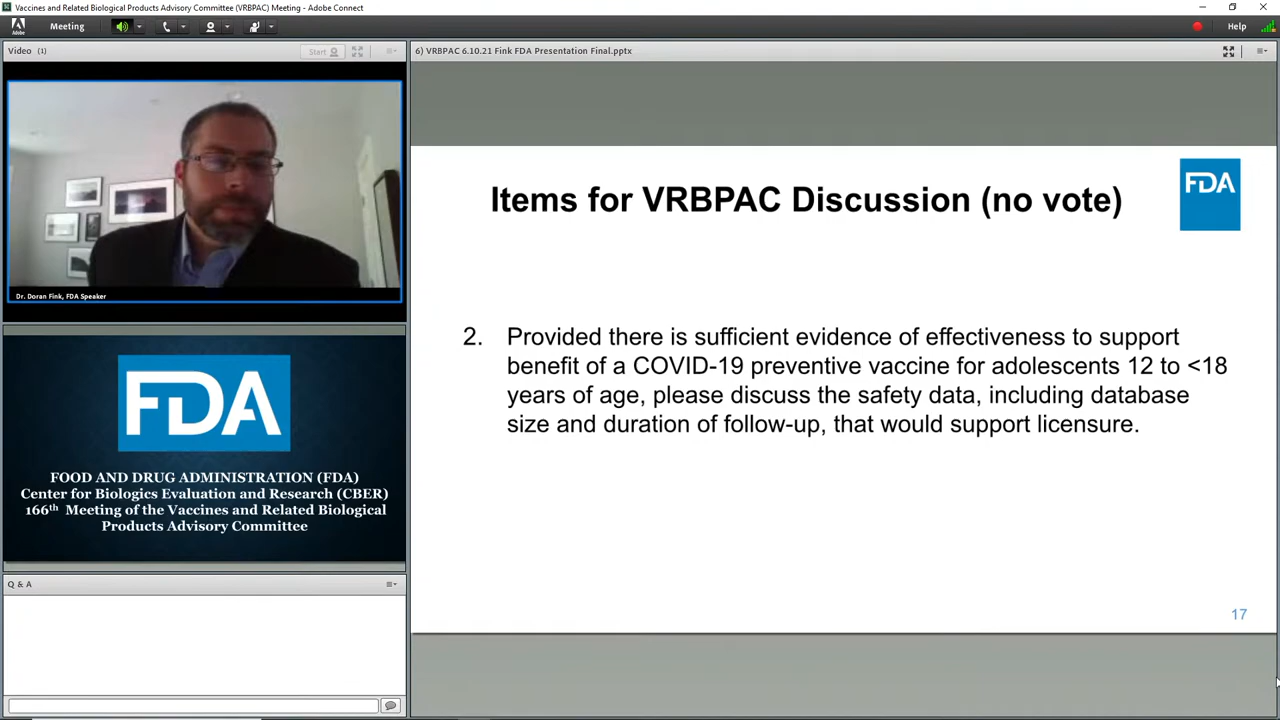 Vaccines and Related Biological Products Advisory Committee (VRBPAC) Meeting - Adobe Connect
Meeting
Help
Video (1)
Start
6) VRBPAC 6.10.21 Fink FDA Presentation Final.pptx
Dr. Doran Fink, FDA Speaker
FDA
FOOD AND DRUG ADMINISTRATION (FDA)
Center for Biologics Evaluation and Research (CBER)
166th Meeting of the Vaccines and Related Biological
Products Advisory Committee
Q & A
Items for VRBPAC Discussion (no vote)
FDA
2. Provided there is sufficient evidence of effectiveness to support
benefit of a COVID-19 preventive vaccine for adolescents 12 to <18
years of age, please discuss the safety data, including database
size and duration of follow-up, that would support licensure.
17